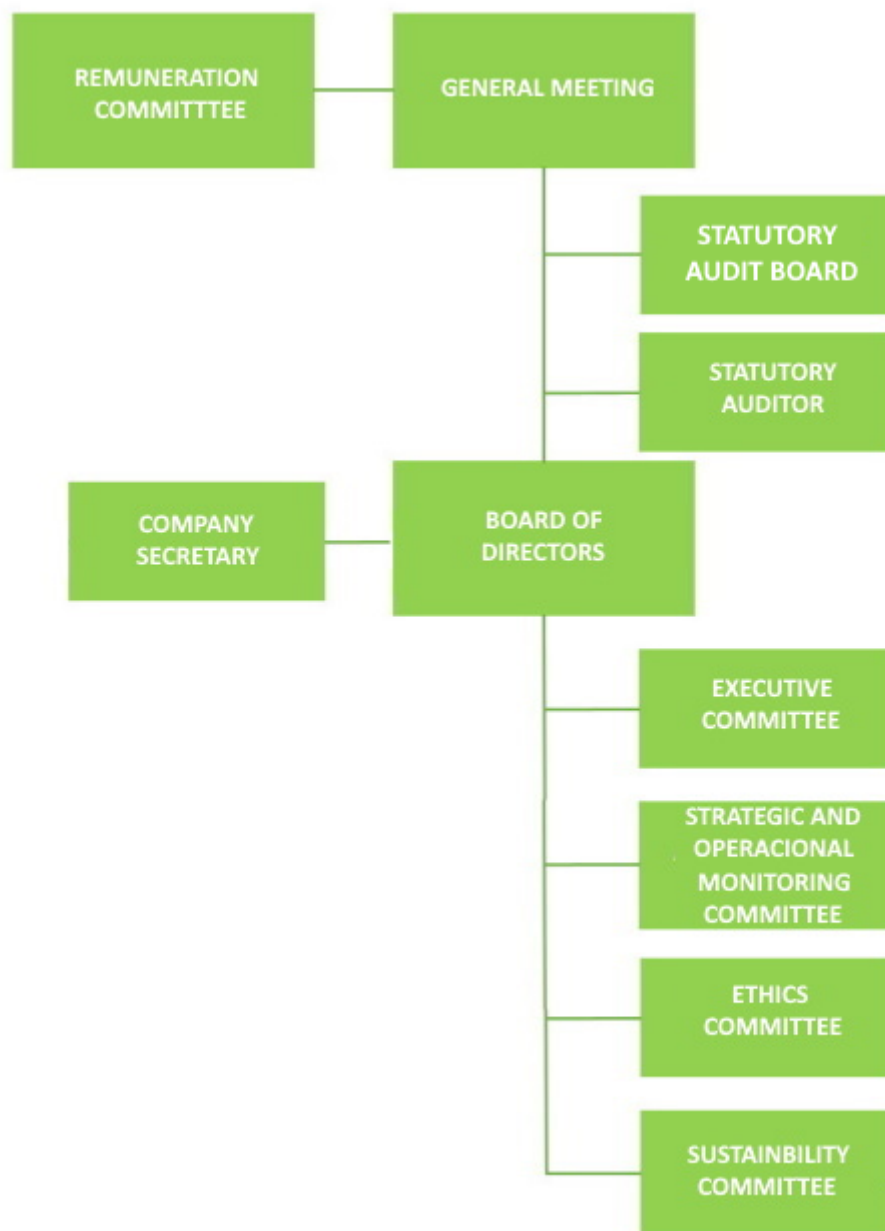 REMUNERATION
COMMITTTEE
GENERAL MEETING
STATUTORY
AUDIT BOARD
STATUTORY
AUDITOR
COMPANY
SECRETARY
BOARD OF
DIRECTORS
EXECUTIVE
COMMITTEE
STRATEGIC AND
OPERACIONAL
MONITORING
COMMITTEE
ETHICS
COMMITTEE
SUSTAINBILITY
COMMITTEE